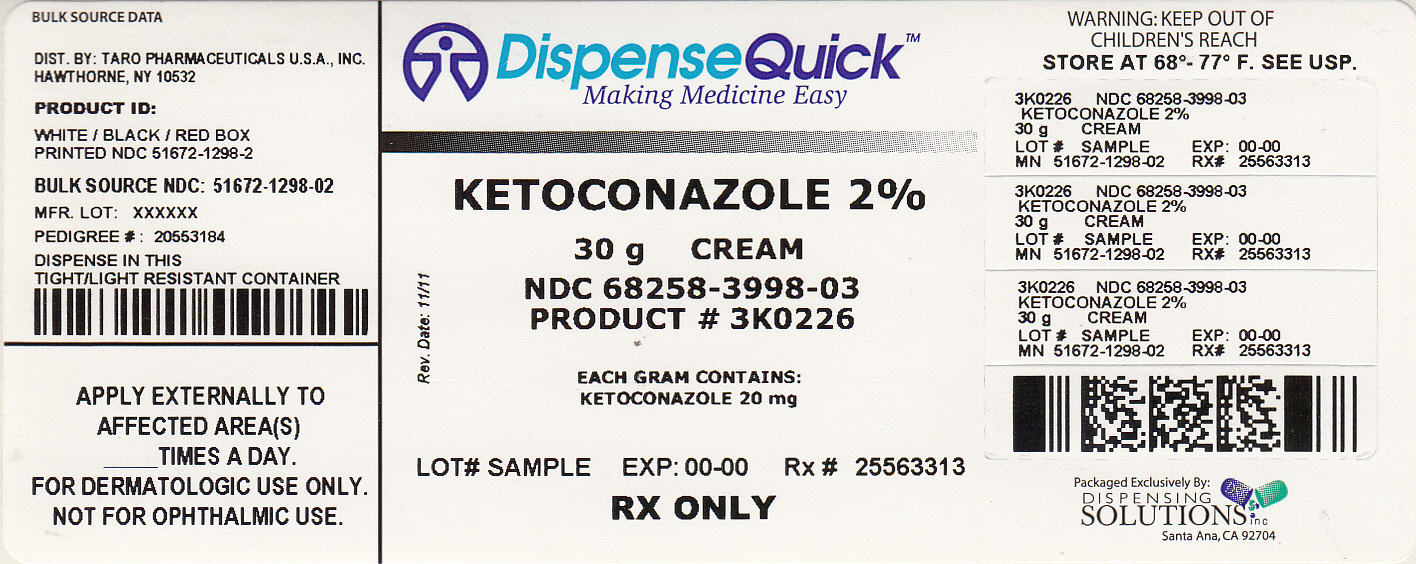 BULK SOURCE DATA
DIST. BY: TARO PHARMACEUTICALS U.S.A., INC.
HAWTHORNE, NY 10532
PRODUCT ID:
WHITE / BLACK / RED BOX
PRINTED NDC 51672-1298-2
BULK SOURCE NDC: 51672-1298-02
MFR. LOT: XXXXXX
PEDIGREE #: 20553184
DISPENSE IN THIS
TIGHT/LIGHT RESISTANT CONTAINER
APPLY EXTERNALLY TO
AFFECTED AREA(S)
____TIMES A DAY.
FOR DERMATOLOGIC USE ONLY.
NOT FOR OPHTHALMIC USE.
DispenseQuick™
Making Medicine Easy
KETOCONAZOLE 2%
30 g CREAM
NDC 68258-3998-03
PRODUCT # 3K0226
Rev. Date: 11/11
EACH GRAM CONTAINS:
KETOCONAZOLE 20 mg
LOT# SAMPLE EXP: 00-00 Rx # 25563313
RX ONLY
WARNING: KEEP OUT OF
CHILDREN'S REACH
STORE AT 68°- 77° F. SEE USP.
3K0226 NDC 68258-3998-03
KETOCONAZOLE 2%
30 g CREAM
LOT # SAMPLE EXP: 00-00
MN 51672-1298-02 RX# 25563313
3K0226 NDC 68258-3998-03
KETOCONAZOLE 2%
30 g CREAM
LOT # SAMPLE EXP: 00-00
MN 51672-1298-02 RX# 25563313
3K0226 NDC 68258-3998-03
KETOCONAZOLE 2%
30 g CREAM
LOT # SAMPLE EXP: 00-00
MN 51672-1298-02 RX# 25563313
Packaged Exclusively By:
DISPENSING
SOLUTIONS inc
Santa Ana, CA 92704